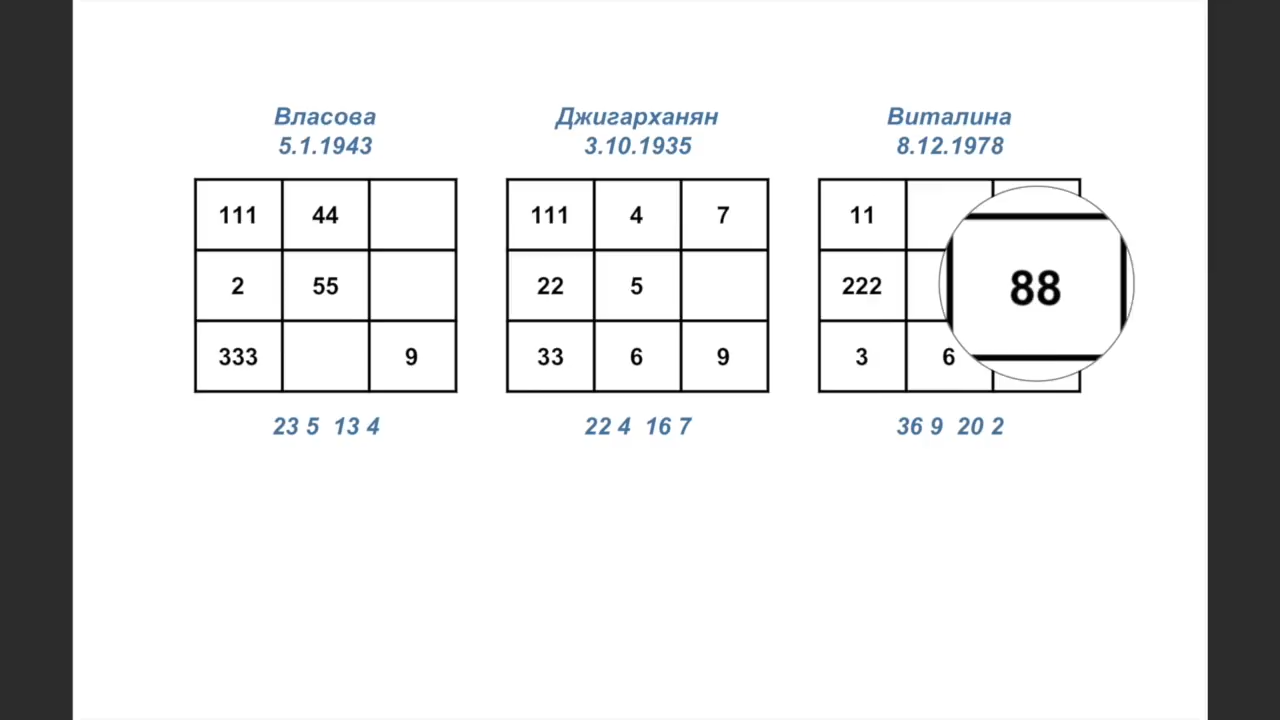 Власова
5.1.1943
111 44
2 55
333 9
23 5 13 4
Джигарханян
3.10.1935
111 4 7
22 5
33 6 9
22 4 16 7
Виталина
8.12.1978
11
222 88
3 6
36 9 20 2